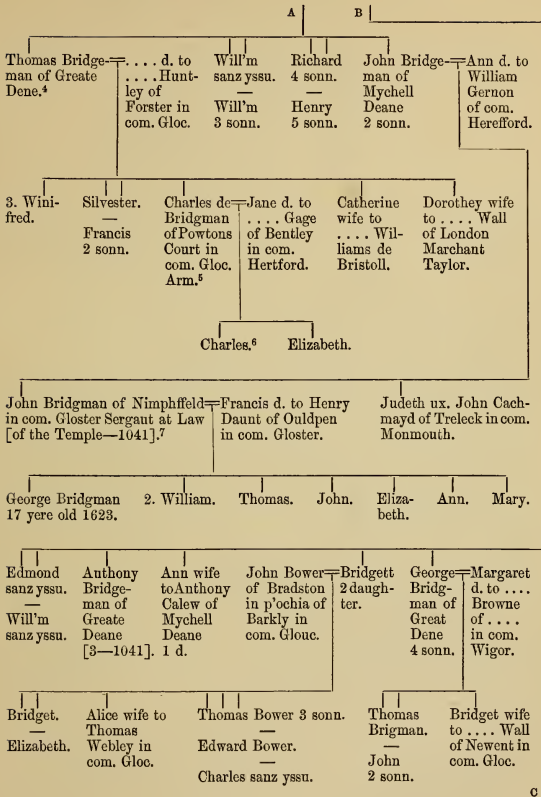 A B
Thomas Bridge-
man of Greate
Dene.⁴
. . . . d. to
. . . . Hunt-
ley of
Forster in
com. Gloc.
Will'm
sanz yssu.
—
Will'm
3 sonn.
Richard
4 sonn.
—
Henry
5 sonn.
John Bridge-
man of
Mychell
Deane
2 sonn.
Ann d. to
William
Gernon
of com.
Herefford.
3. Wini-
fred.
Silvester.
—
Francis
2 sonn.
Charles de
Bridgman
of Powtons
Court in
com. Gloc.
Arm.⁵
Jane d. to
. . . . Gage
of Bentley
in com.
Hertford.
Catherine
wife to
. . . . Wil-
liams de
Bristoll.
Dorothey wife
to . . . . Wall
of London
Marchant
Taylor.
Charles.⁶
Elizabeth.
John Bridgman of Nimphffeld
in com. Gloster Sergaut at Law
[of the Temple—1041].⁷
Francis d. to Henry
Daunt of Ouldpen
in com. Gloster.
Judeth ux. John Cach-
mayd of Treleck in com.
Monmouth.
George Bridgman
17 yere old 1623.
2. William.
Thomas.
John.
Eliza-
beth.
Ann.
Mary.
Edmond
sanz yssu.
—
Will'm
sanz yssu.
Anthony
Bridge-
man of
Greate
Deane
[3—1041].
Ann wife
to Anthony
Calew of
Mychell
Deane
1 d.
John Bower
of Bradston
in p'ochia of
Barkly in
com. Glouc.
Bridgett
2 daugh-
ter.
George
Bridg-
man of
Great
Dene
4 sonn.
Margaret
d. to . . . .
Browne
of . . . .
in com.
Wigor.
Bridget.
—
Elizabeth.
Alice wife to
Thomas
Webley in
com. Gloc.
Thomas Bower 3 sonn.
—
Edward Bower.
—
Charles sanz yssu.
Thomas
Brigman.
—
John
2 sonn.
Bridget wife
to . . . . Wall
of Newent in
com. Gloc.
C